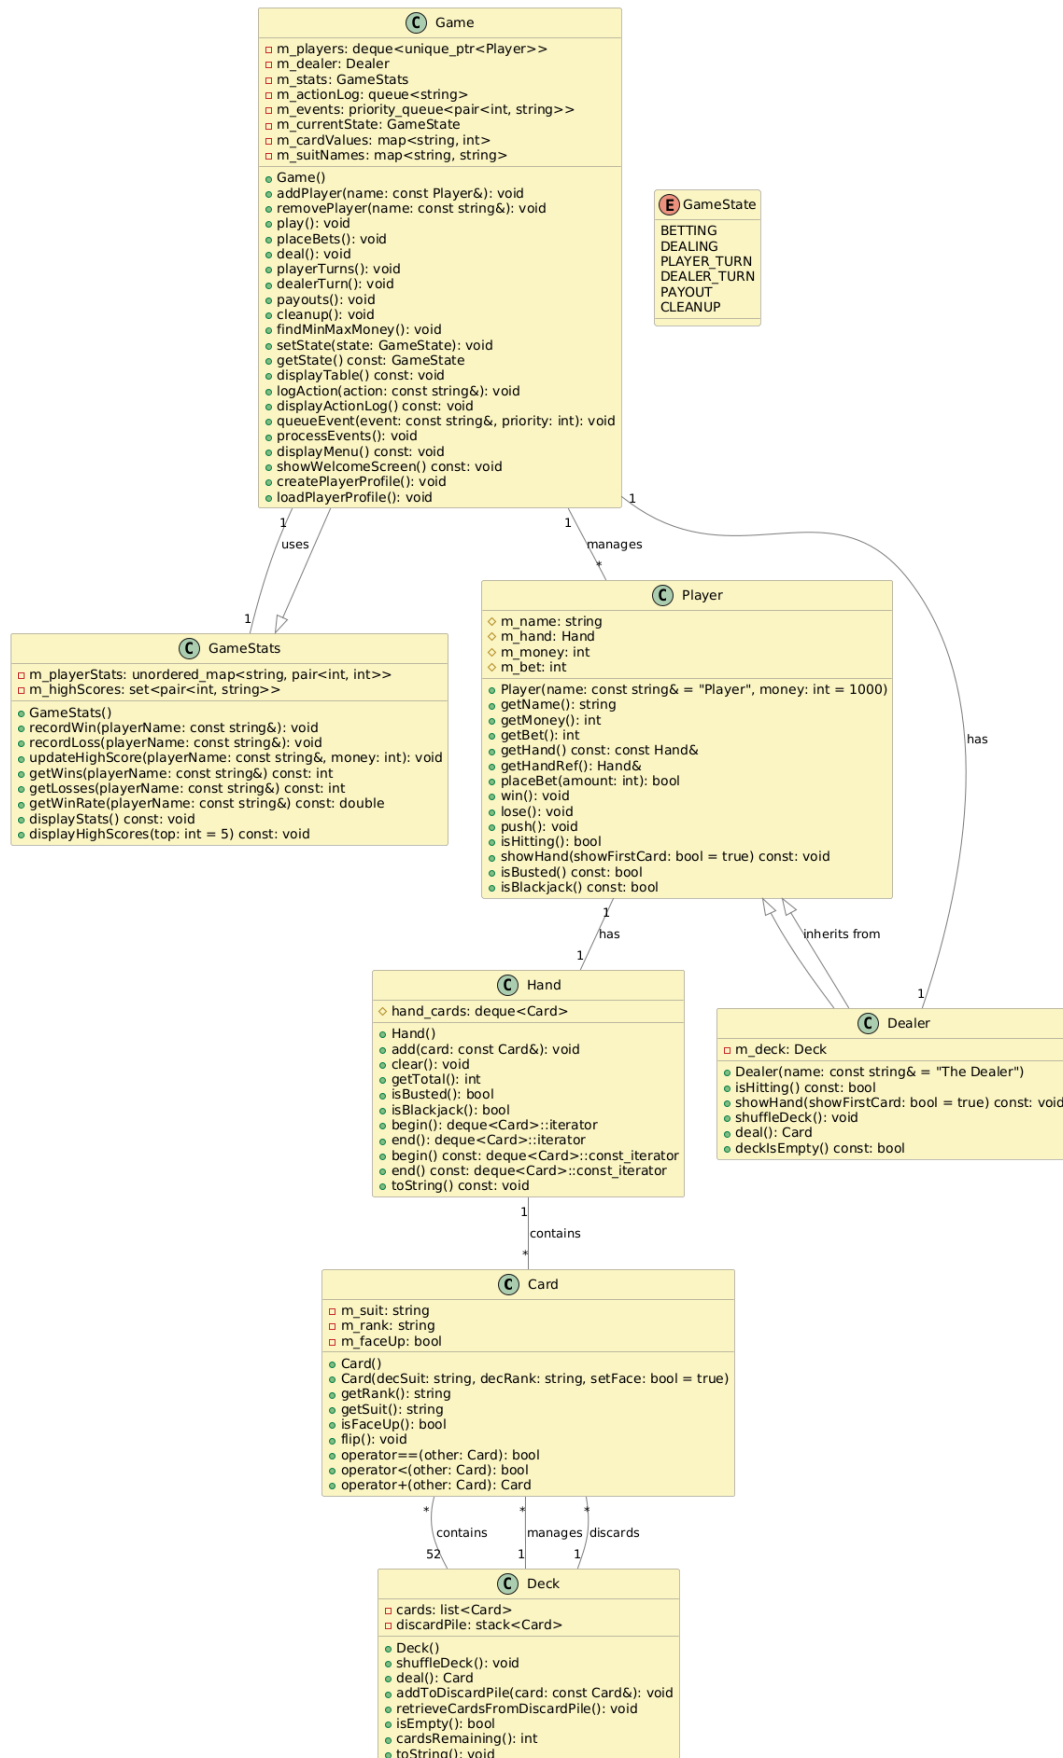 C Game
m_players: deque<unique_ptr<Player>>
m_dealer: Dealer
m_stats: GameStats
m_actionLog: queue<string>
m_events: priority_queue<pair<int, string>>
m_currentState: GameState
m_cardValues: map<string, int>
m_suitNames: map<string, string>
Game()
addPlayer(name: const Player&): void
removePlayer(name: const string&): void
play(): void
placeBets(): void
deal(): void
playerTurns(): void
dealerTurn(): void
payouts(): void
cleanup(): void
findMinMaxMoney(): void
setState(state: GameState): void
getState() const: GameState
displayTable() const: void
logAction(action: const string&): void
displayActionLog() const: void
queueEvent(event: const string&, priority: int): void
processEvents(): void
displayMenu() const: void
showWelcomeScreen() const: void
createPlayerProfile(): void
loadPlayerProfile(): void
E GameState
BETTING
DEALING
PLAYER_TURN
DEALER_TURN
PAYOUT
CLEANUP
1
uses
1
1
manages
*
1
has
1
C GameStats
m_playerStats: unordered_map<string, pair<int, int>>
m_highScores: set<pair<int, string>>
GameStats()
recordWin(playerName: const string&): void
recordLoss(playerName: const string&): void
updateHighScore(playerName: const string&, money: int): void
getWins(playerName: const string&) const: int
getLosses(playerName: const string&) const: int
getWinRate(playerName: const string&) const: double
displayStats() const: void
displayHighScores(top: int = 5) const: void
C Player
m_name: string
m_hand: Hand
m_money: int
m_bet: int
Player(name: const string& = "Player", money: int = 1000)
getName(): string
getMoney(): int
getBet(): int
getHand() const: const Hand&
getHandRef(): Hand&
placeBet(amount: int): bool
win(): void
lose(): void
push(): void
isHitting(): bool
showHand(showFirstCard: bool = true) const: void
isBusted() const: bool
isBlackjack() const: bool
1
has
1
inherits from
C Hand
hand_cards: deque<Card>
Hand()
add(card: const Card&): void
clear(): void
getTotal(): int
isBusted(): bool
isBlackjack(): bool
begin(): deque<Card>::iterator
end(): deque<Card>::iterator
begin() const: deque<Card>::const_iterator
end() const: deque<Card>::const_iterator
toString() const: void
C Dealer
m_deck: Deck
Dealer(name: const string& = "The Dealer")
isHitting() const: bool
showHand(showFirstCard: bool = true) const: void
shuffleDeck(): void
deal(): Card
deckIsEmpty() const: bool
1
contains
*
C Card
m_suit: string
m_rank: string
m_faceUp: bool
Card()
Card(decSuit: string, decRank: string, setFace: bool = true)
getRank(): string
getSuit(): string
isFaceUp(): bool
flip(): void
operator==(other: Card): bool
operator<(other: Card): bool
operator+(other: Card): Card
* * *
contains manages discards
52 1 1
C Deck
cards: list<Card>
discardPile: stack<Card>
Deck()
shuffleDeck(): void
deal(): Card
addToDiscardPile(card: const Card&): void
retrieveCardsFromDiscardPile(): void
isEmpty(): bool
cardsRemaining(): int
toString(): void